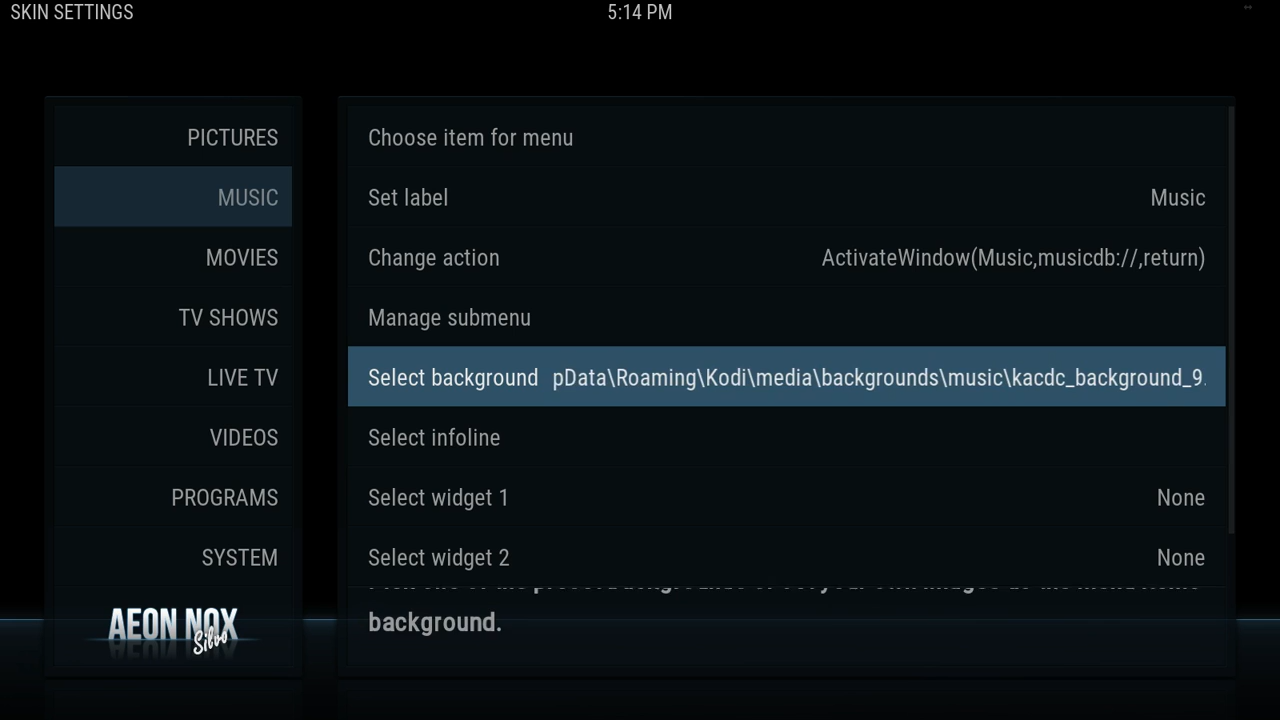 SKIN SETTINGS
5:14 PM
PICTURES
MUSIC
MOVIES
TV SHOWS
LIVE TV
VIDEOS
PROGRAMS
SYSTEM
AEON NOX
Silvo
Choose item for menu
Set label Music
Change action ActivateWindow(Music,musicdb://,return)
Manage submenu
Select background pData\Roaming\Kodi\media\backgrounds\music\kacdc_background_9.
Select infoline
Select widget 1 None
Select widget 2 None
background.